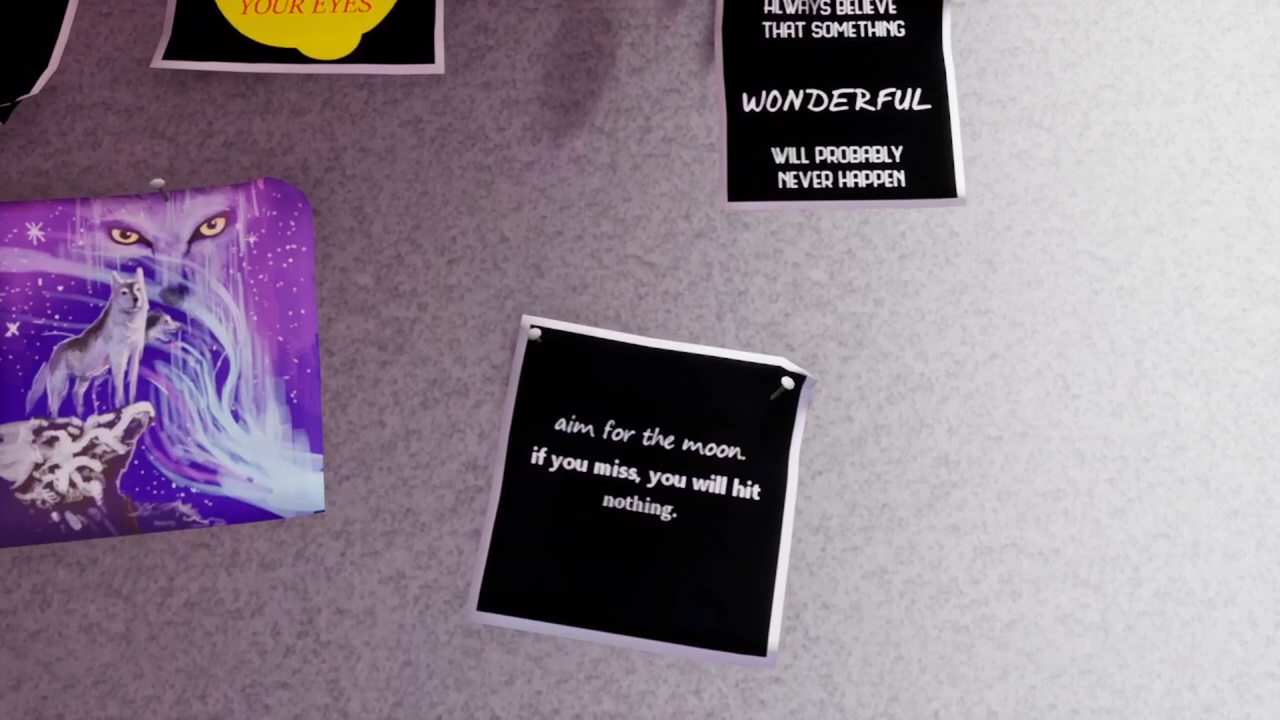 YOUR EYES
ALWAYS BELIEVE
THAT SOMETHING
WONDERFUL
WILL PROBABLY
NEVER HAPPEN
aim for the moon.
if you miss, you will hit
nothing.